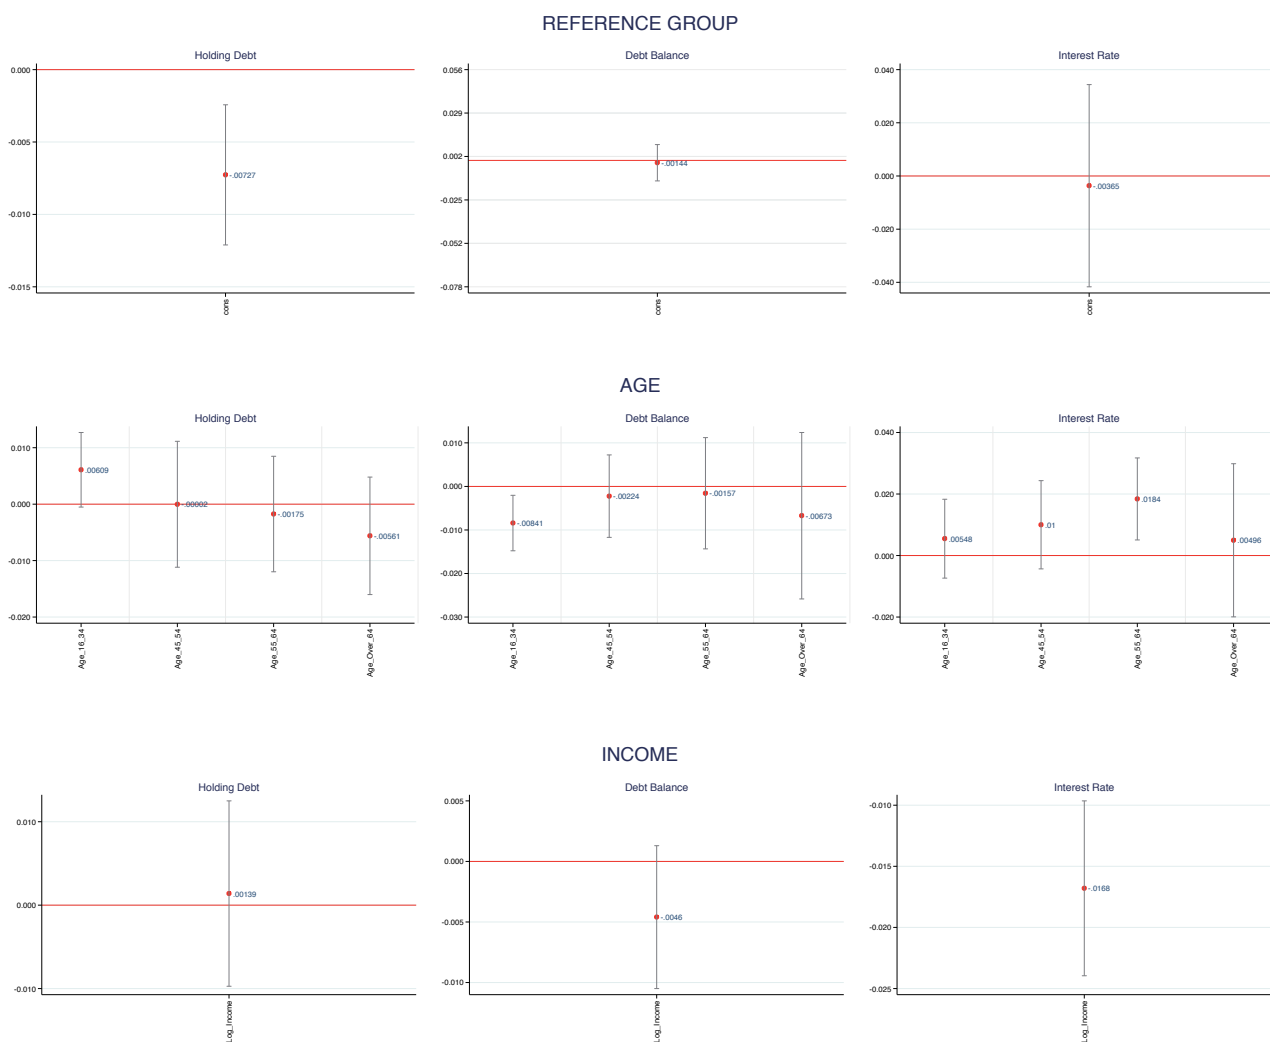 REFERENCE GROUP
Holding Debt
0.000
-0.005
-0.010
-0.015
-.00727
cons
Debt Balance
0.056
0.029
0.002
-0.025
-0.052
-0.078
-.00144
cons
Interest Rate
0.040
0.020
0.000
-0.020
-0.040
-.00365
cons
AGE
Holding Debt
0.010
0.000
-0.010
-0.020
.00609
-.00002
-.00175
-.00561
Age_16_34
Age_45_54
Age_55_64
Age_Over_64
Debt Balance
0.010
0.000
-0.010
-0.020
-0.030
-.00841
-.00224
-.00157
-.00673
Age_16_34
Age_45_54
Age_55_64
Age_Over_64
Interest Rate
0.040
0.020
0.000
-0.020
.00548
.01
.0184
.00496
Age_16_34
Age_45_54
Age_55_64
Age_Over_64
INCOME
Holding Debt
0.010
0.000
-0.010
.00139
Log_Income
Debt Balance
0.005
0.000
-0.005
-0.010
-.0046
Log_Income
Interest Rate
-0.010
-0.015
-0.020
-0.025
-.0168
Log_Income